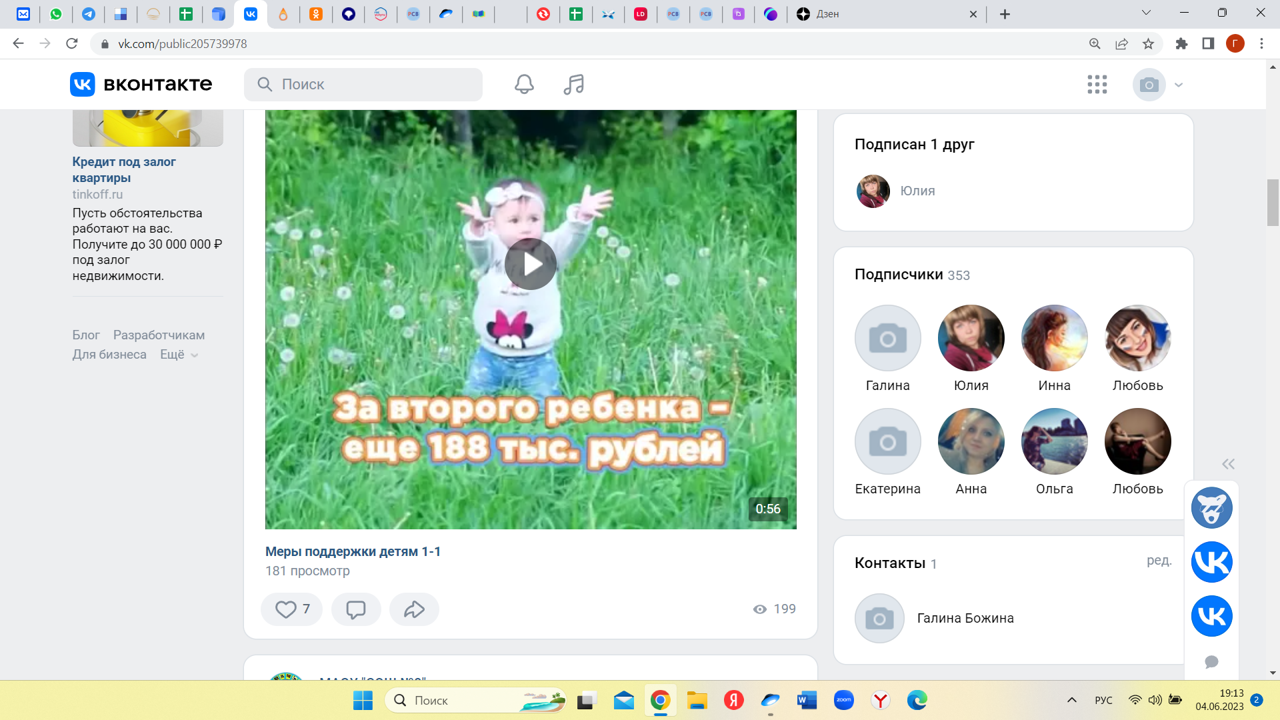 Дзен
vk.com/public205739978
Г
вконтакте
Поиск
Кредит под залог
квартиры
tinkoff.ru
Пусть обстоятельства
работают на вас.
Получите до 30 000 000 ₽
под залог
недвижимости.
Блог Разработчикам
Для бизнеса Ещё
За второго ребенка –
еще 188 тыс. рублей
0:56
Меры поддержки детям 1-1
181 просмотр
7
199
Подписан 1 друг
Юлия
Подписчики 353
Галина Юлия Инна Любовь
Екатерина Анна Ольга Любовь
Контакты 1
ред.
Галина Божина
Поиск
zoom
РУС
19:13
04.06.2023
2